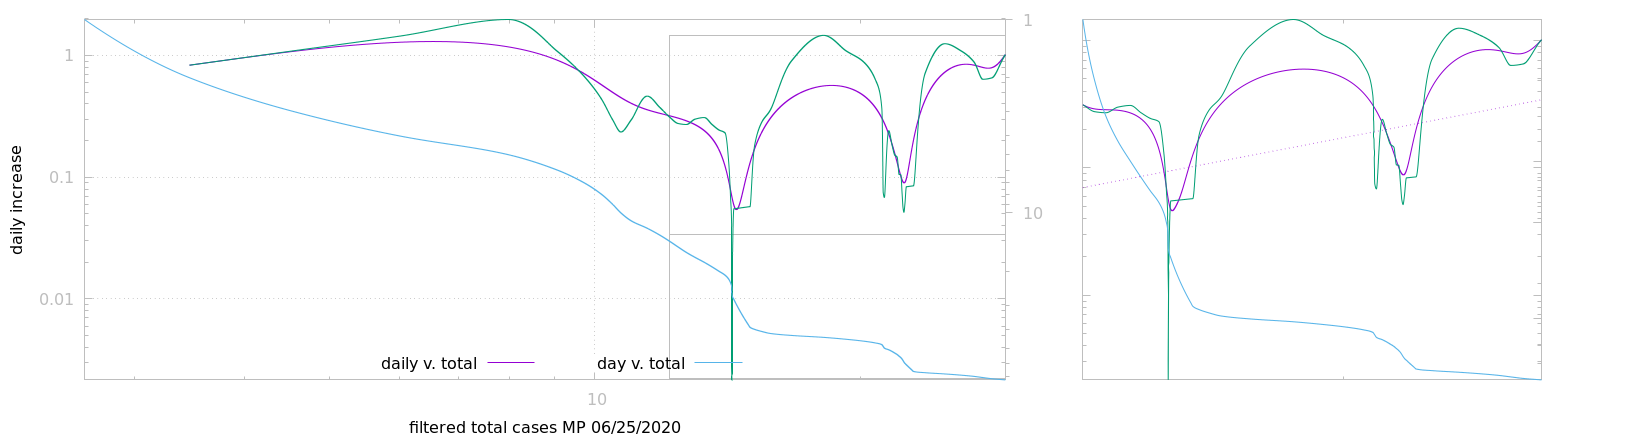 1
0.1
0.01
daily increase
daily v. total
day v. total
10
filtered total cases MP 06/25/2020
1
10